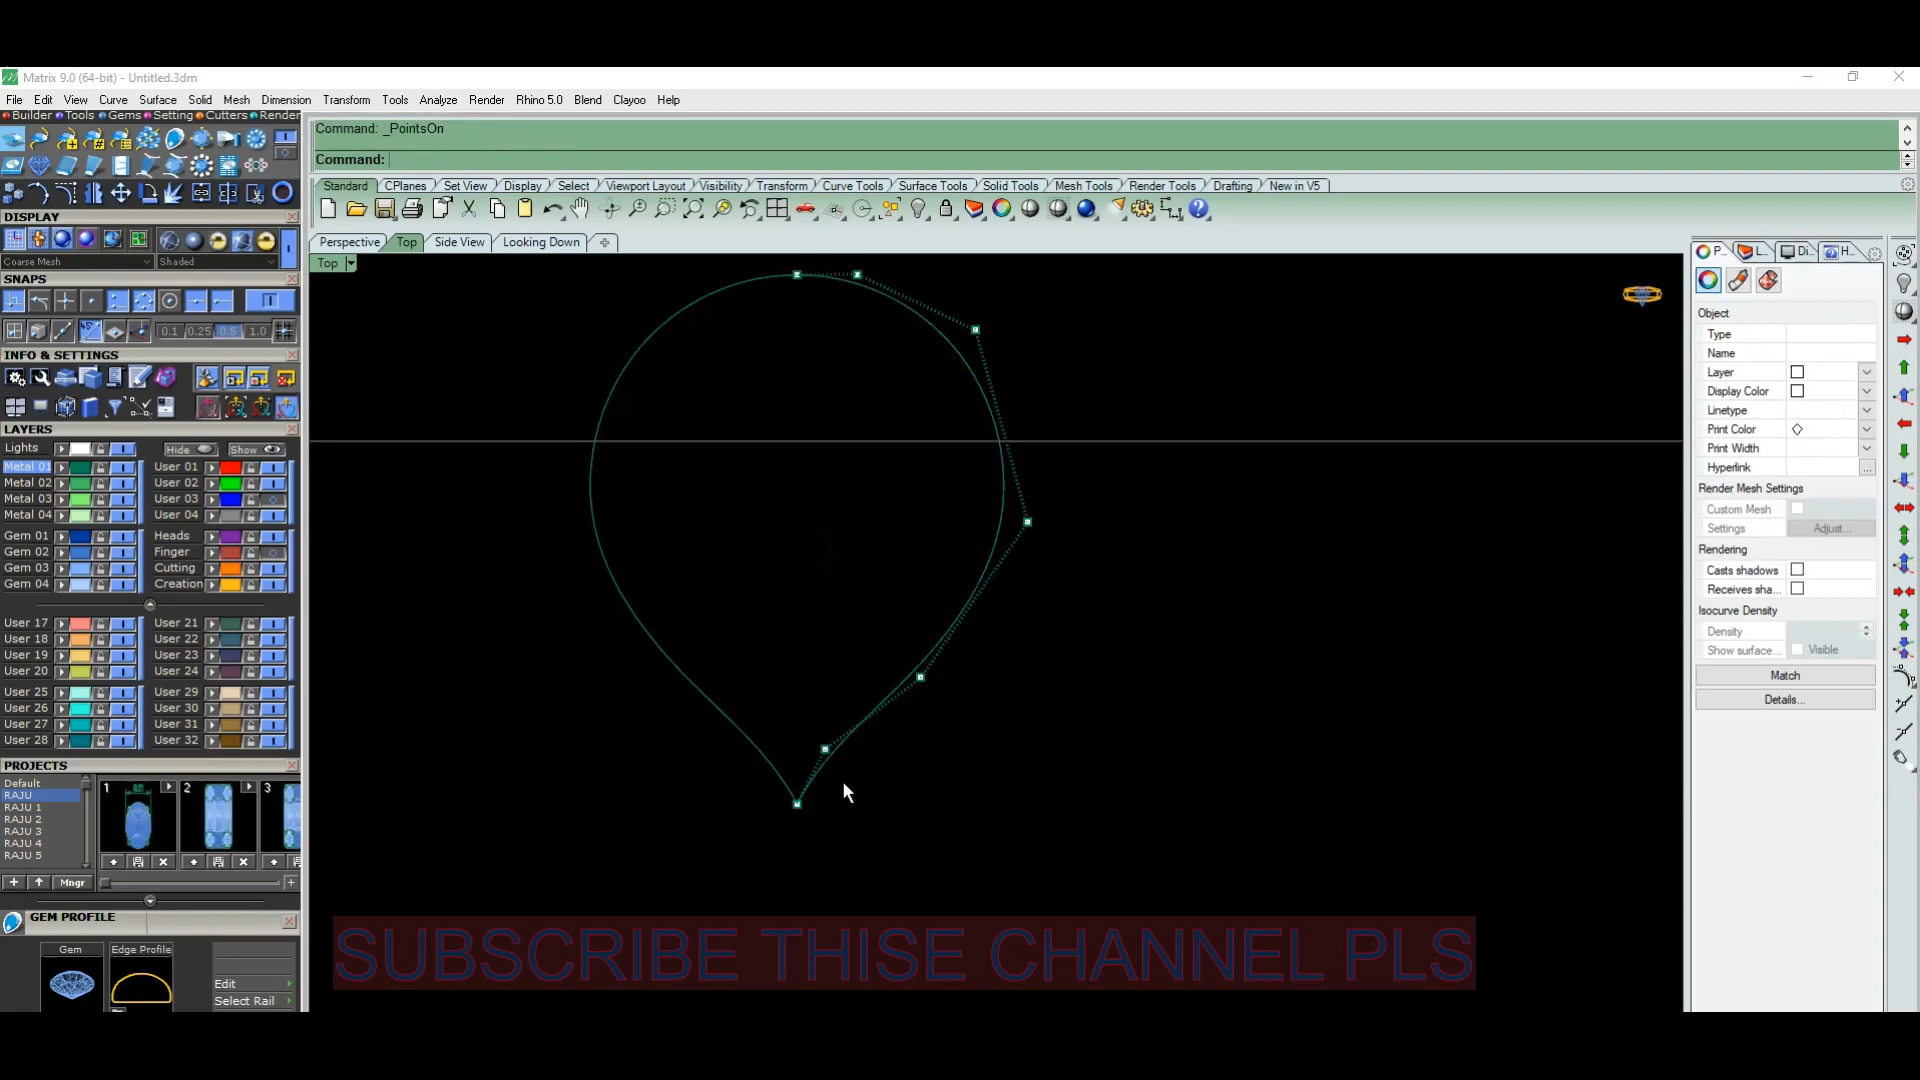 Matrix 9.0 (64-bit) - Untitled.3dm
File Edit View Curve Surface Solid Mesh Dimension Transform Tools Analyze Render Rhino 5.0 Blend Clayoo Help
Builder Tools Gems Setting Cutters Render
Command: _PointsOn
Command:
Standard CPlanes Set View Display Select Viewport Layout Visibility Transform Curve Tools Surface Tools Solid Tools Mesh Tools Render Tools Drafting New in V5
DISPLAY
Coarse Mesh Shaded
Perspective Top Side View Looking Down
Top
SNAPS
45°
0.1 0.25 0.5 1.0
INFO & SETTINGS
LAYERS
Lights Hide Show
Metal 01 User 01
Metal 02 User 02
Metal 03 User 03
Metal 04 User 04
Gem 01 Heads
Gem 02 Finger
Gem 03 Cutting
Gem 04 Creation
User 17 User 21
User 18 User 22
User 19 User 23
User 20 User 24
User 25 User 29
User 26 User 30
User 27 User 31
User 28 User 32
PROJECTS
Default
RAJU
RAJU 1
RAJU 2
RAJU 3
RAJU 4
RAJU 5
1 2 3
Mngr
GEM PROFILE
Gem Edge Profile
Edit
Select Rail
P... L... Di... H...
Object
Type
Name
Layer
Display Color
Linetype
Print Color
Print Width
Hyperlink ...
Render Mesh Settings
Custom Mesh
Settings Adjust...
Rendering
Casts shadows
Receives sha...
Isocurve Density
Density
Show surface... Visible
Match
Details...
SUBSCRIBE THISE CHANNEL PLS